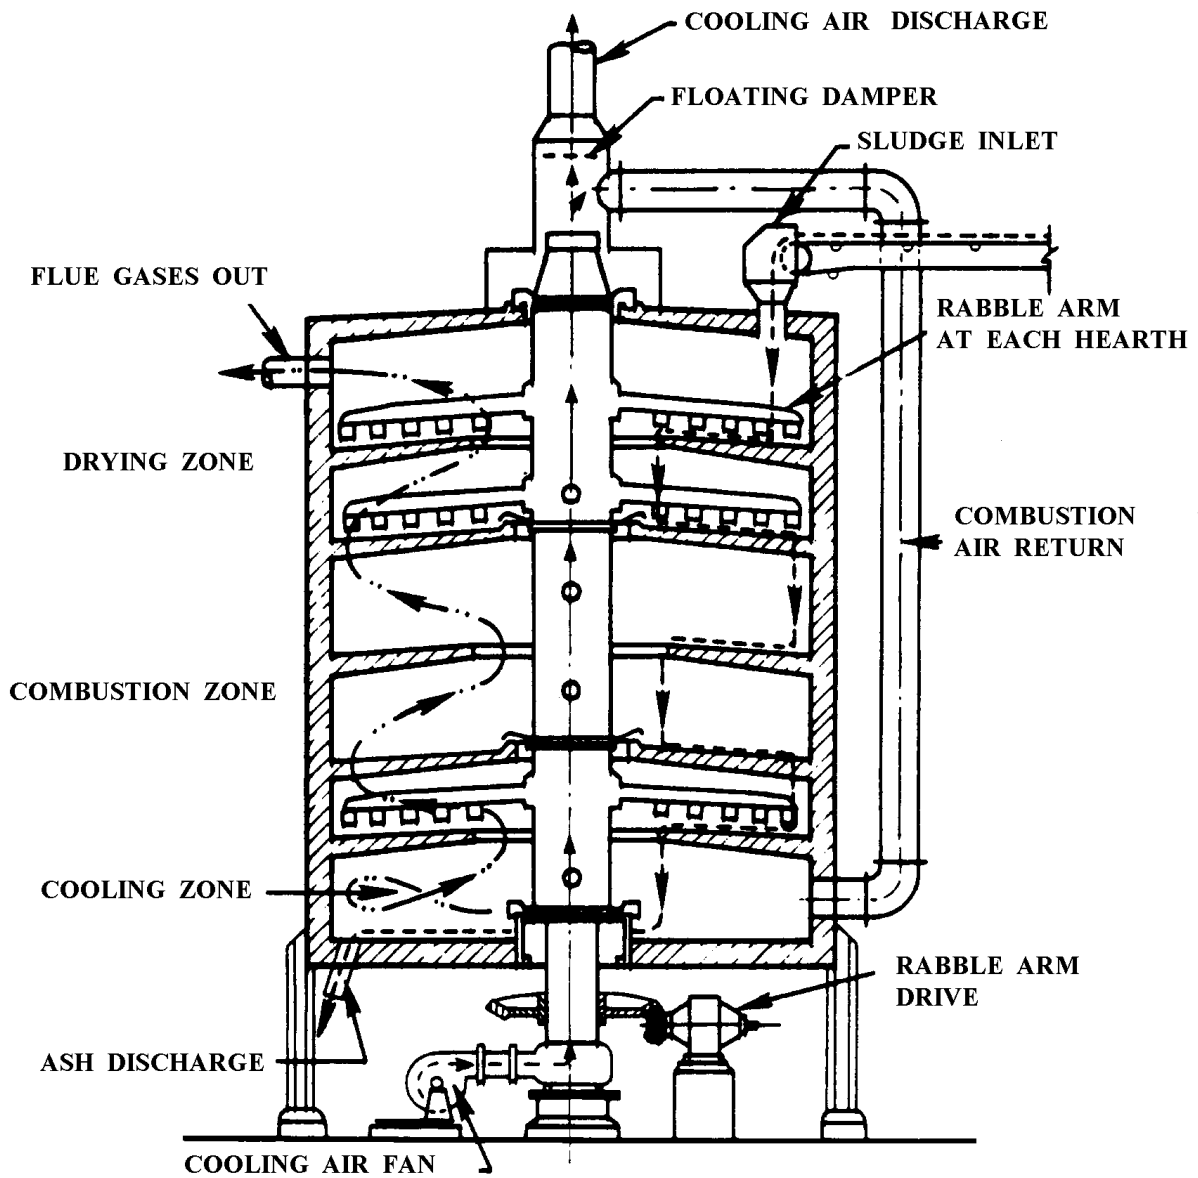 COOLING AIR DISCHARGE
FLOATING DAMPER
SLUDGE INLET
FLUE GASES OUT
RABBLE ARM
AT EACH HEARTH
DRYING ZONE
COMBUSTION
AIR RETURN
COMBUSTION ZONE
COOLING ZONE
RABBLE ARM
DRIVE
ASH DISCHARGE
COOLING AIR FAN